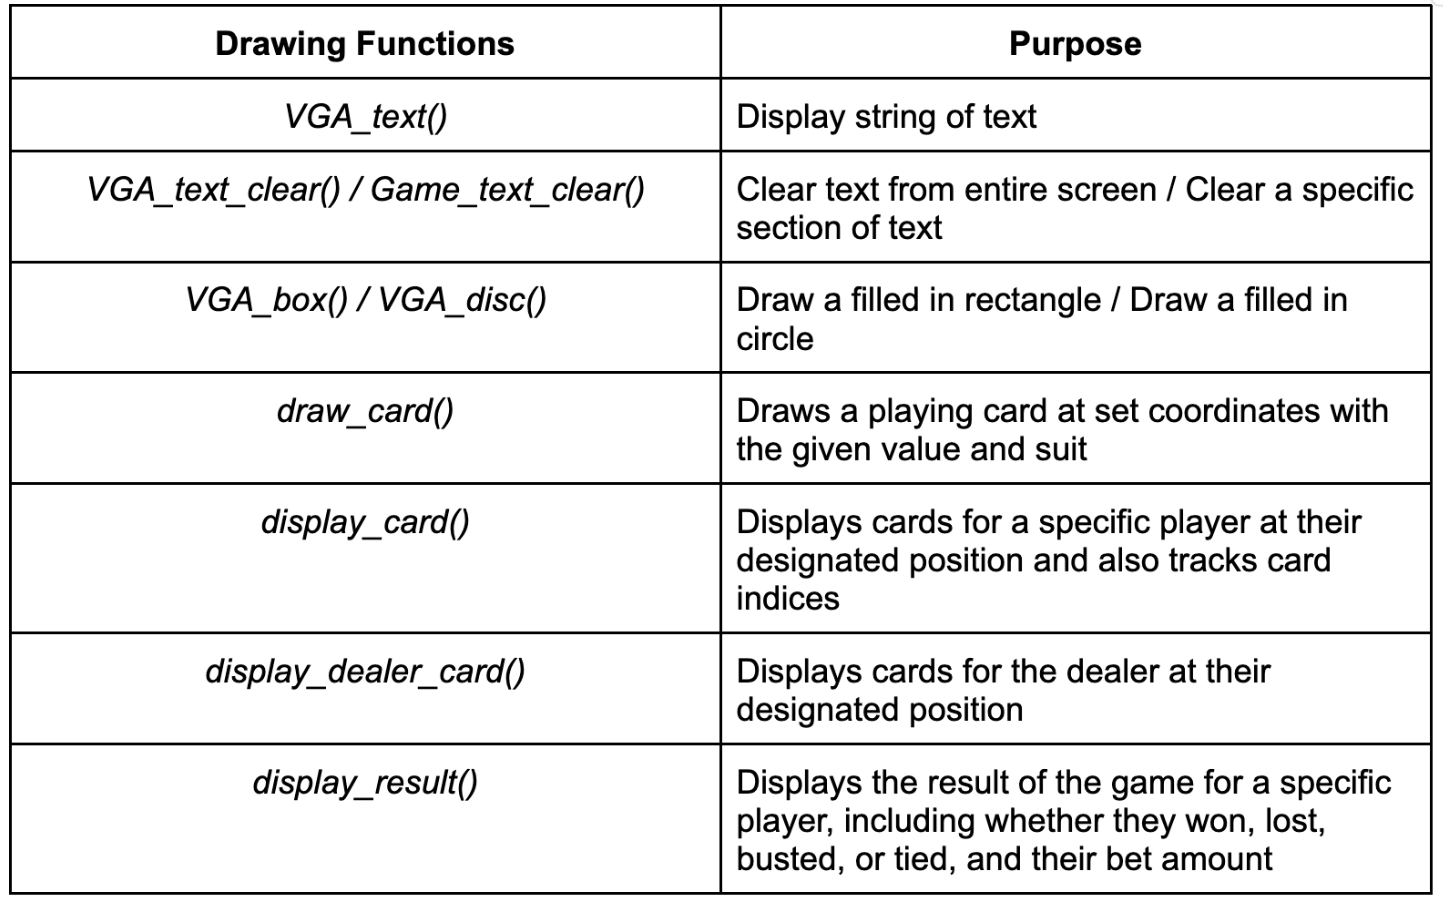 Drawing Functions
Purpose
VGA_text()
Display string of text
VGA_text_clear() / Game_text_clear()
Clear text from entire screen / Clear a specific
section of text
VGA_box() / VGA_disc()
Draw a filled in rectangle / Draw a filled in
circle
draw_card()
Draws a playing card at set coordinates with
the given value and suit
display_card()
Displays cards for a specific player at their
designated position and also tracks card
indices
display_dealer_card()
Displays cards for the dealer at their
designated position
display_result()
Displays the result of the game for a specific
player, including whether they won, lost,
busted, or tied, and their bet amount